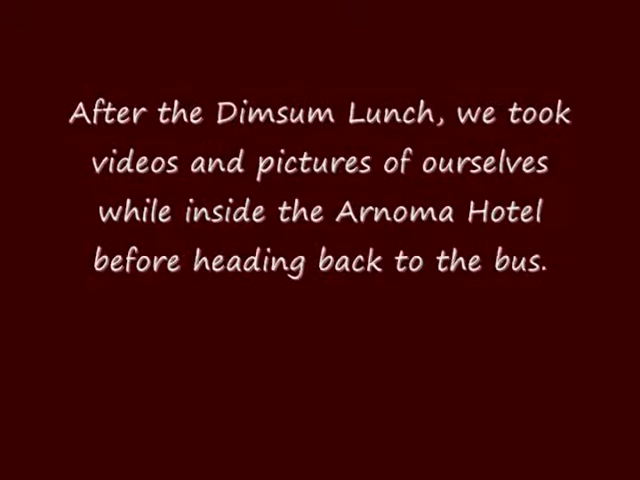 After the Dimsum Lunch, we took
videos and pictures of ourselves
while inside the Arnoma Hotel
before heading back to the bus.